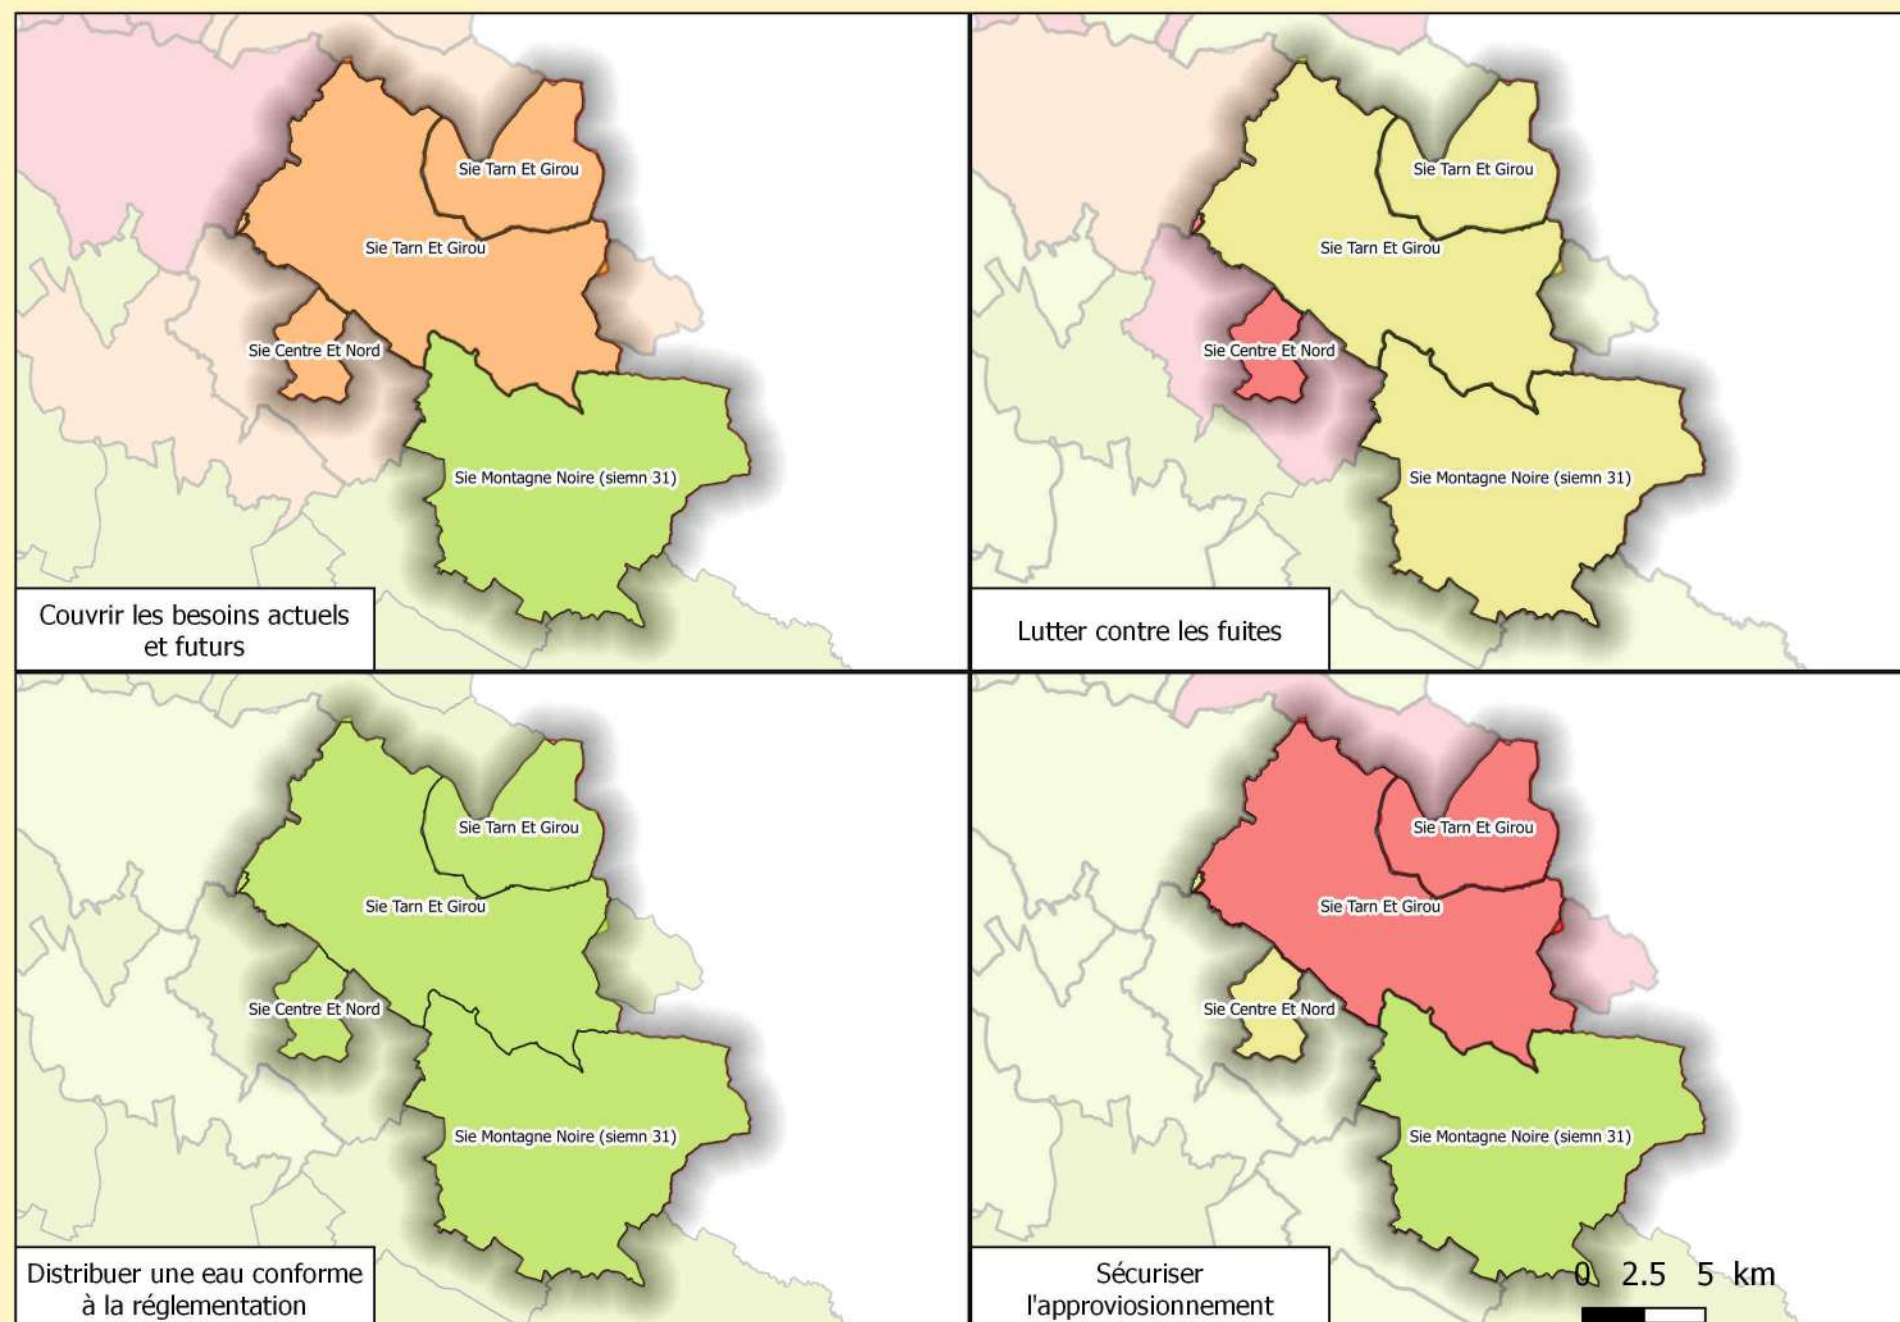 Sie Tarn Et Girou
Sie Tarn Et Girou
Sie Centre Et Nord
Sie Montagne Noire (siemn 31)
Couvrir les besoins actuels
et futurs
Sie Tarn Et Girou
Sie Tarn Et Girou
Sie Centre Et Nord
Sie Montagne Noire (siemn 31)
Lutter contre les fuites
Sie Tarn Et Girou
Sie Tarn Et Girou
Sie Centre Et Nord
Sie Montagne Noire (siemn 31)
Distribuer une eau conforme
à la réglementation
Sie Tarn Et Girou
Sie Tarn Et Girou
Sie Centre Et Nord
Sie Montagne Noire (siemn 31)
Sécuriser
l'approviosionnement
0 2.5 5 km